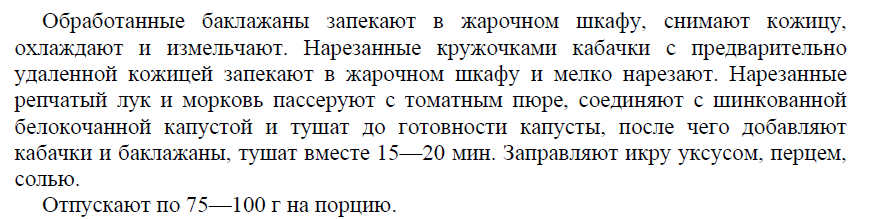 Обработанные баклажаны запекают в жарочном шкафу, снимают кожицу,
охлаждают и измельчают. Нарезанные кружочками кабачки с предварительно
удаленной кожицей запекают в жарочном шкафу и мелко нарезают. Нарезанные
репчатый лук и морковь пассеруют с томатным пюре, соединяют с шинкованной
белокочанной капустой и тушат до готовности капусты, после чего добавляют
кабачки и баклажаны, тушат вместе 15—20 мин. Заправляют икру уксусом, перцем,
солью.
Отпускают по 75—100 г на порцию.